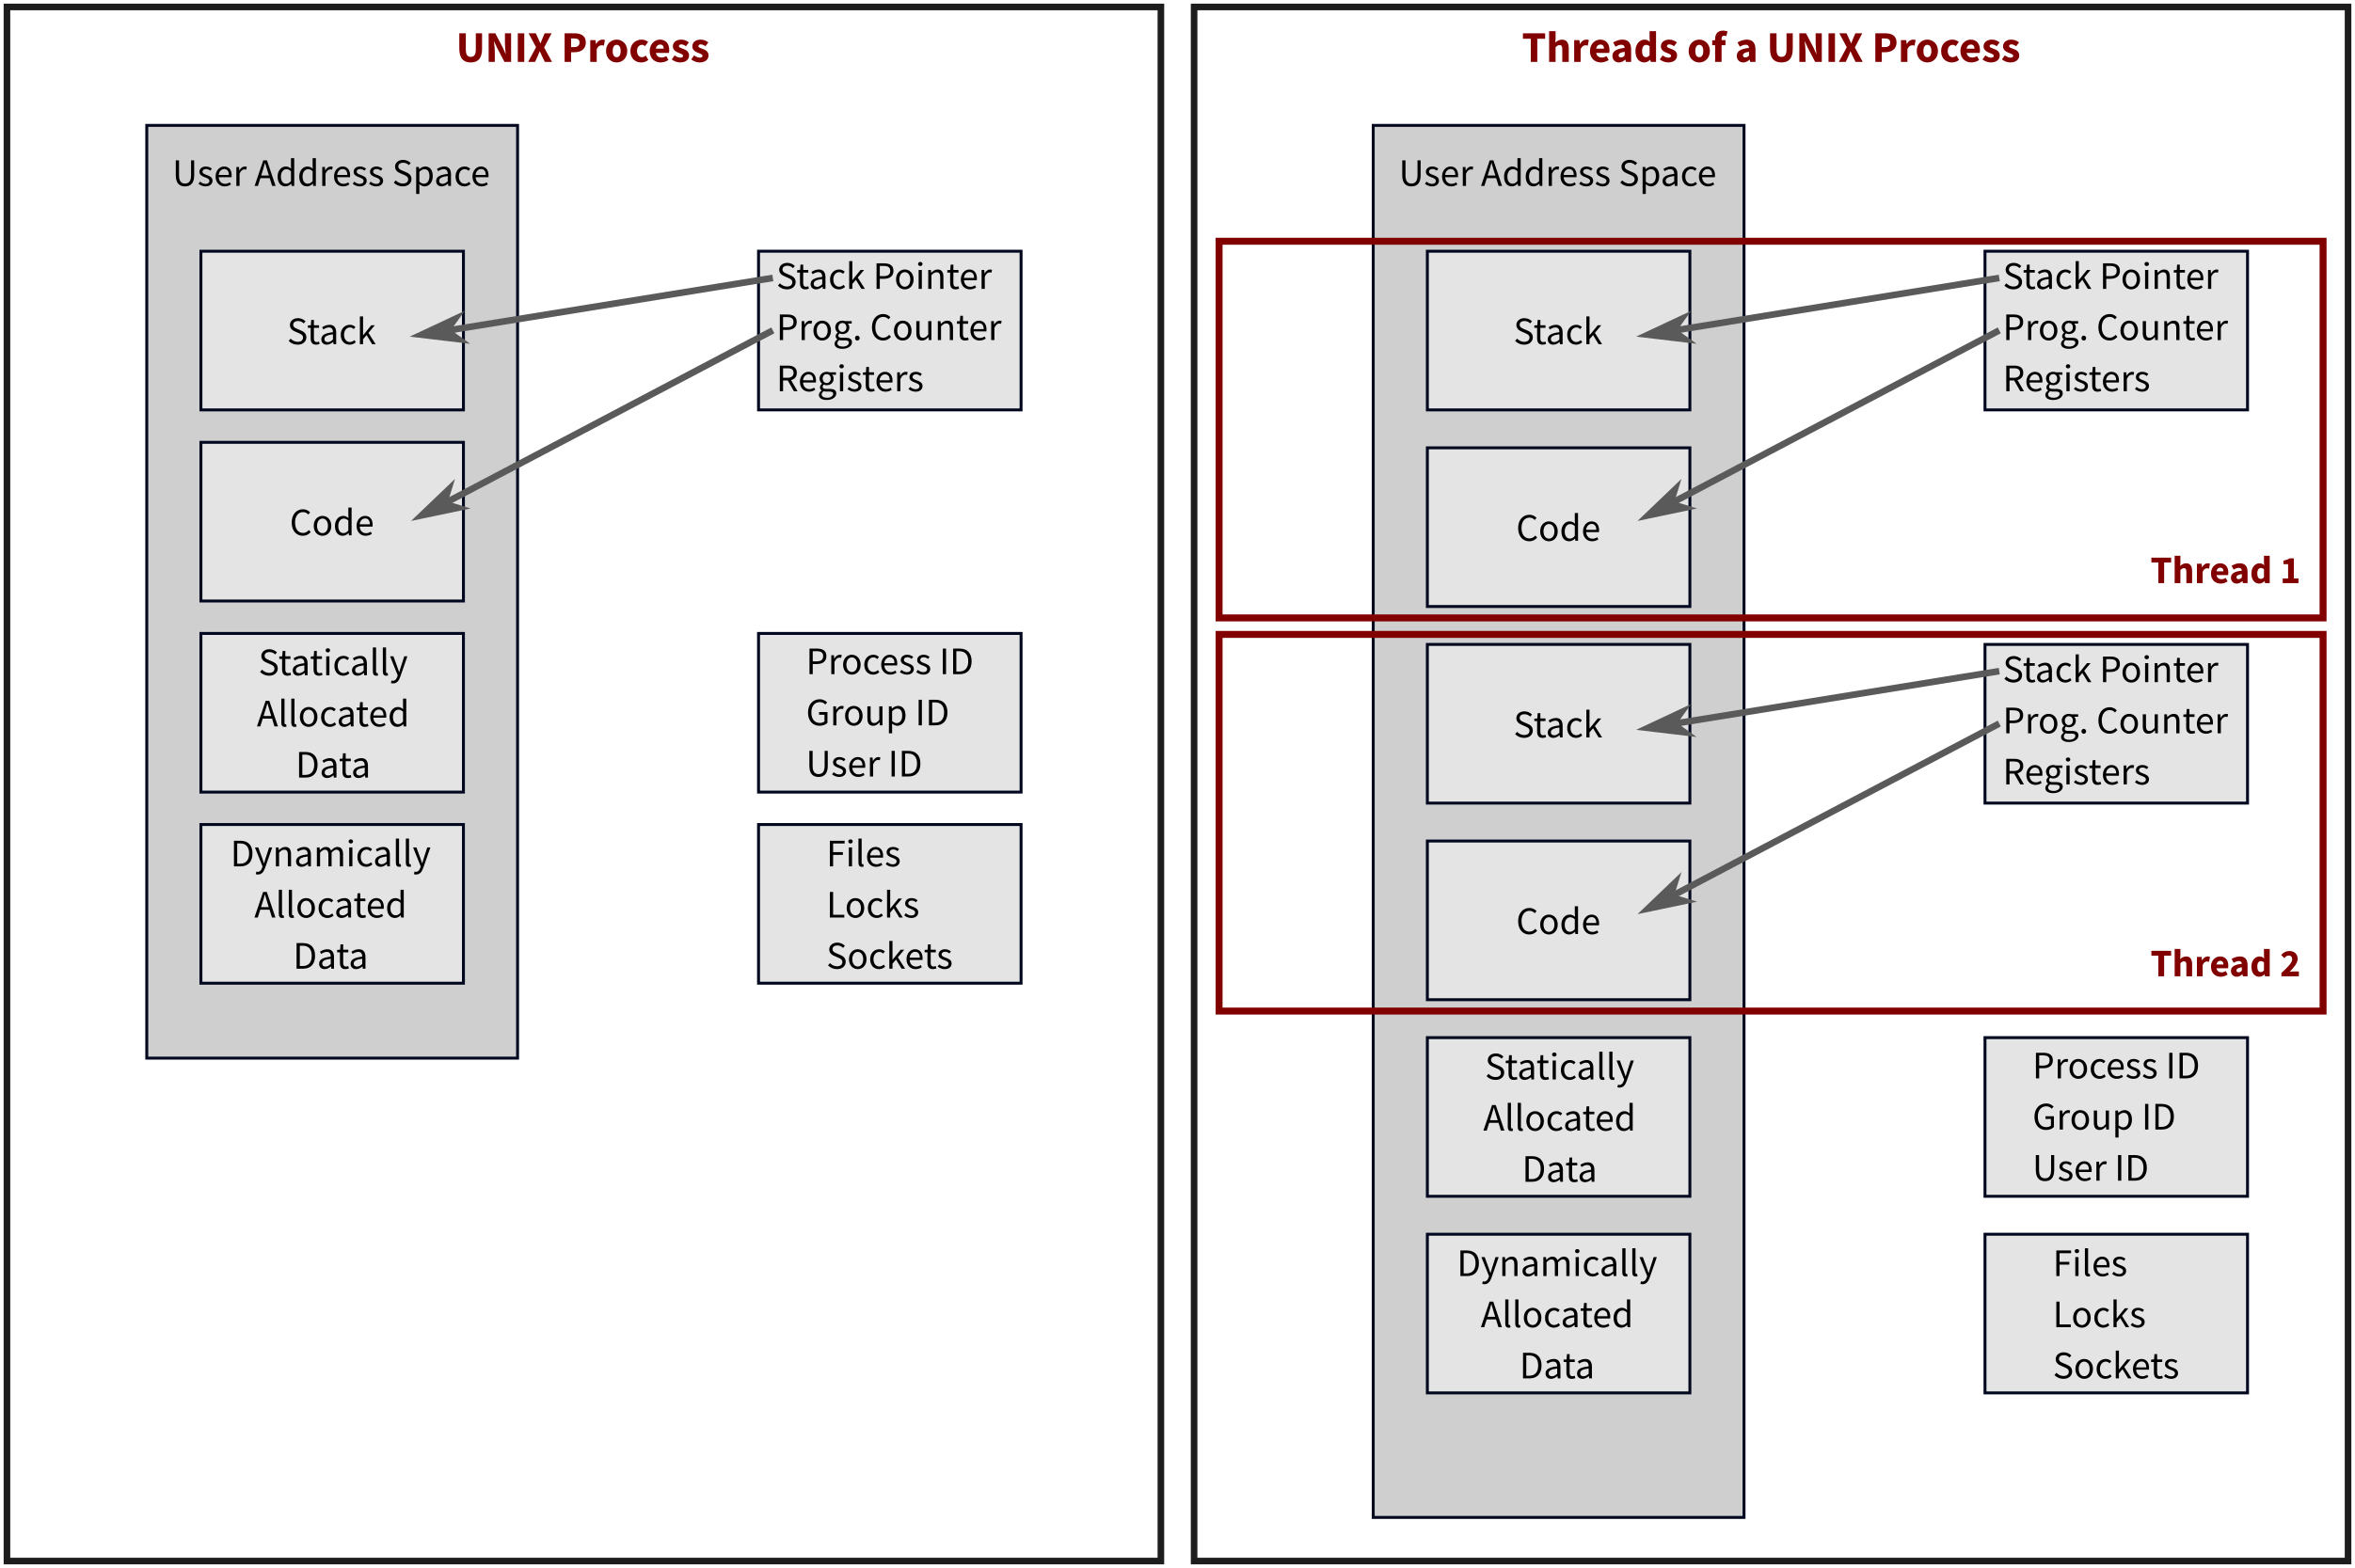 UNIX Process
User Address Space
Stack
Stack Pointer
Prog. Counter
Registers
Code
Statically
Allocated
Data
Process ID
Group ID
User ID
Dynamically
Allocated
Data
Files
Locks
Sockets
Threads of a UNIX Process
User Address Space
Stack
Stack Pointer
Prog. Counter
Registers
Code
Thread 1
Stack
Stack Pointer
Prog. Counter
Registers
Code
Thread 2
Statically
Allocated
Data
Process ID
Group ID
User ID
Dynamically
Allocated
Data
Files
Locks
Sockets